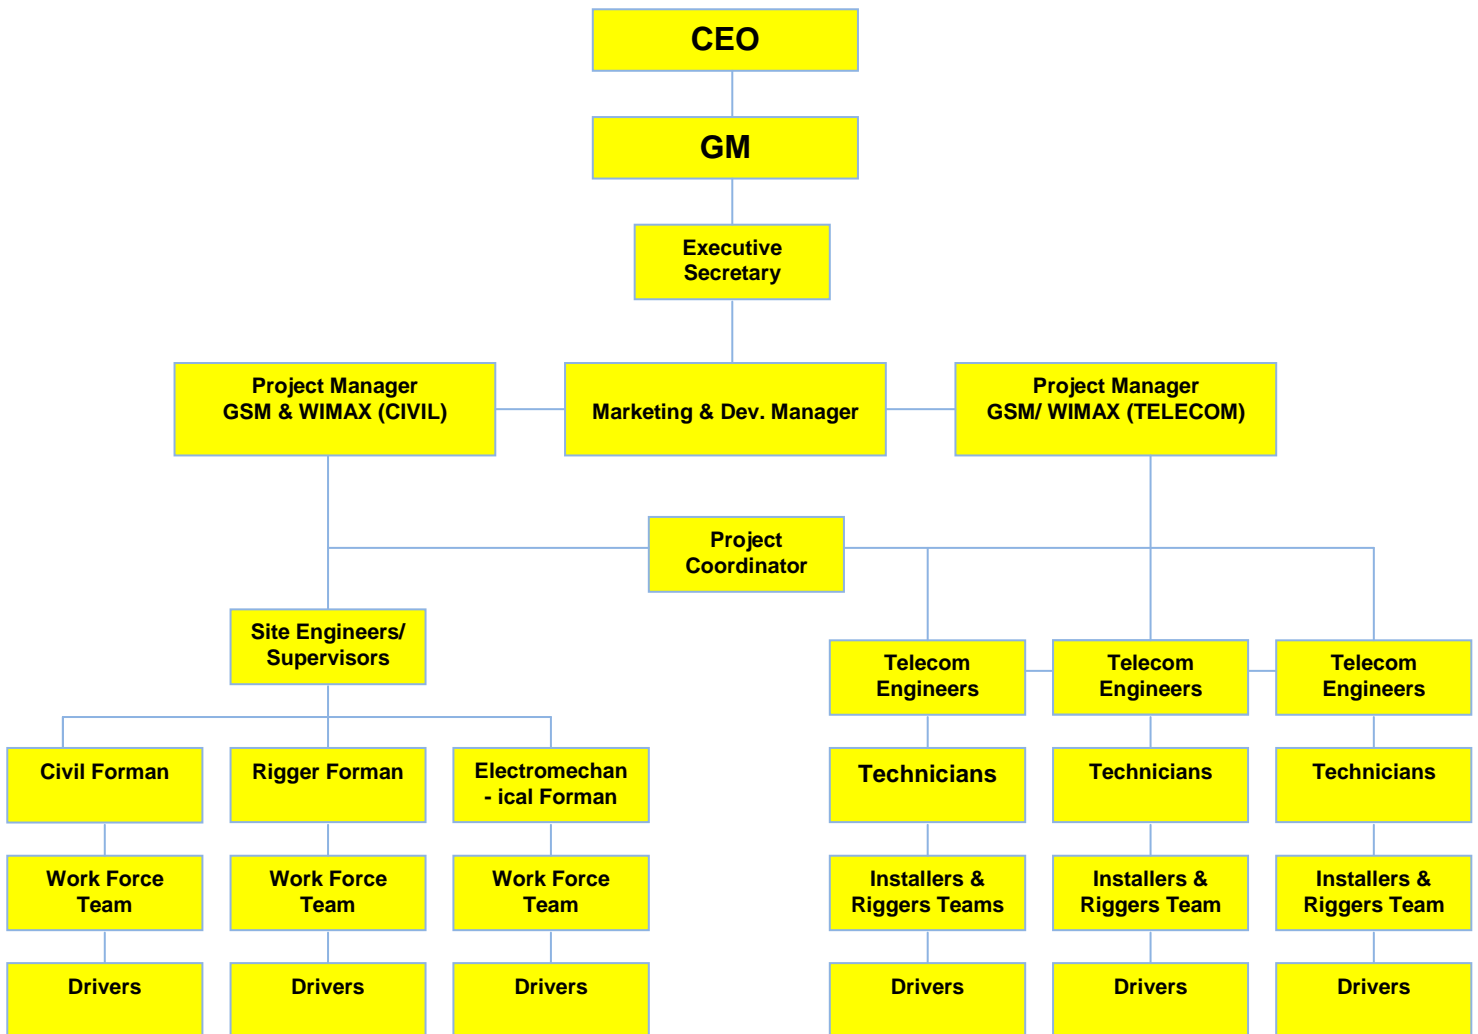 CEO
GM
Executive
Secretary
Project Manager
GSM & WIMAX (CIVIL)
Marketing & Dev. Manager
Project Manager
GSM/ WIMAX (TELECOM)
Project
Coordinator
Site Engineers/
Supervisors
Telecom
Engineers
Telecom
Engineers
Telecom
Engineers
Civil Forman
Rigger Forman
Electromechan
- ical Forman
Technicians
Technicians
Technicians
Work Force
Team
Work Force
Team
Work Force
Team
Installers &
Riggers Teams
Installers &
Riggers Team
Installers &
Riggers Team
Drivers
Drivers
Drivers
Drivers
Drivers
Drivers